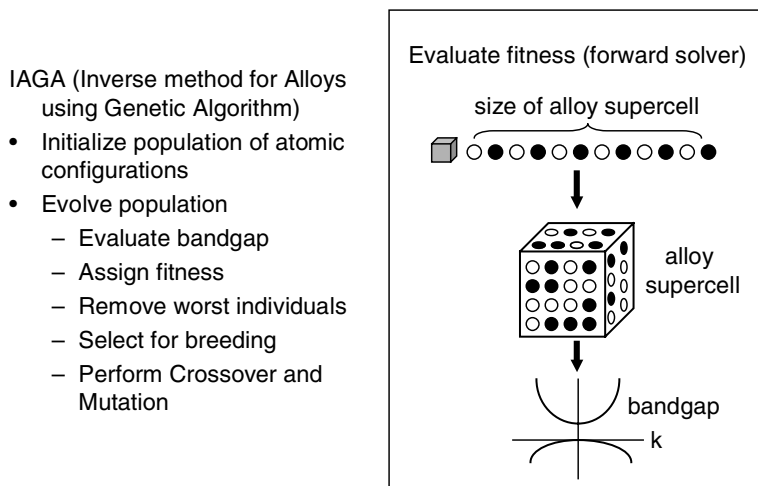 IAGA (Inverse method for Alloys
using Genetic Algorithm)
• Initialize population of atomic
configurations
• Evolve population
– Evaluate bandgap
– Assign fitness
– Remove worst individuals
– Select for breeding
– Perform Crossover and
Mutation
Evaluate fitness (forward solver)
size of alloy supercell
alloy
supercell
bandgap
k